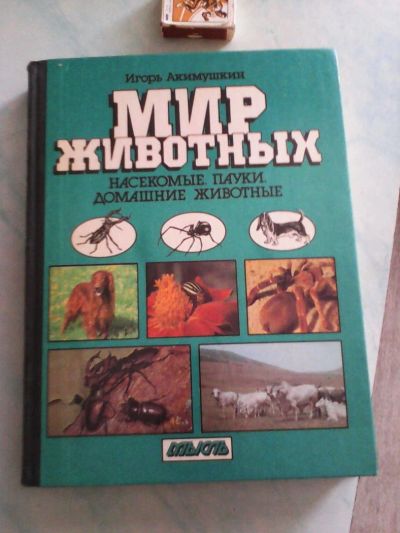 Игорь Акимушкин
МИР
ЖИВОТНЫХ
НАСЕКОМЫЕ. ПАУКИ.
ДОМАШНИЕ ЖИВОТНЫЕ
МЫСЛЬ